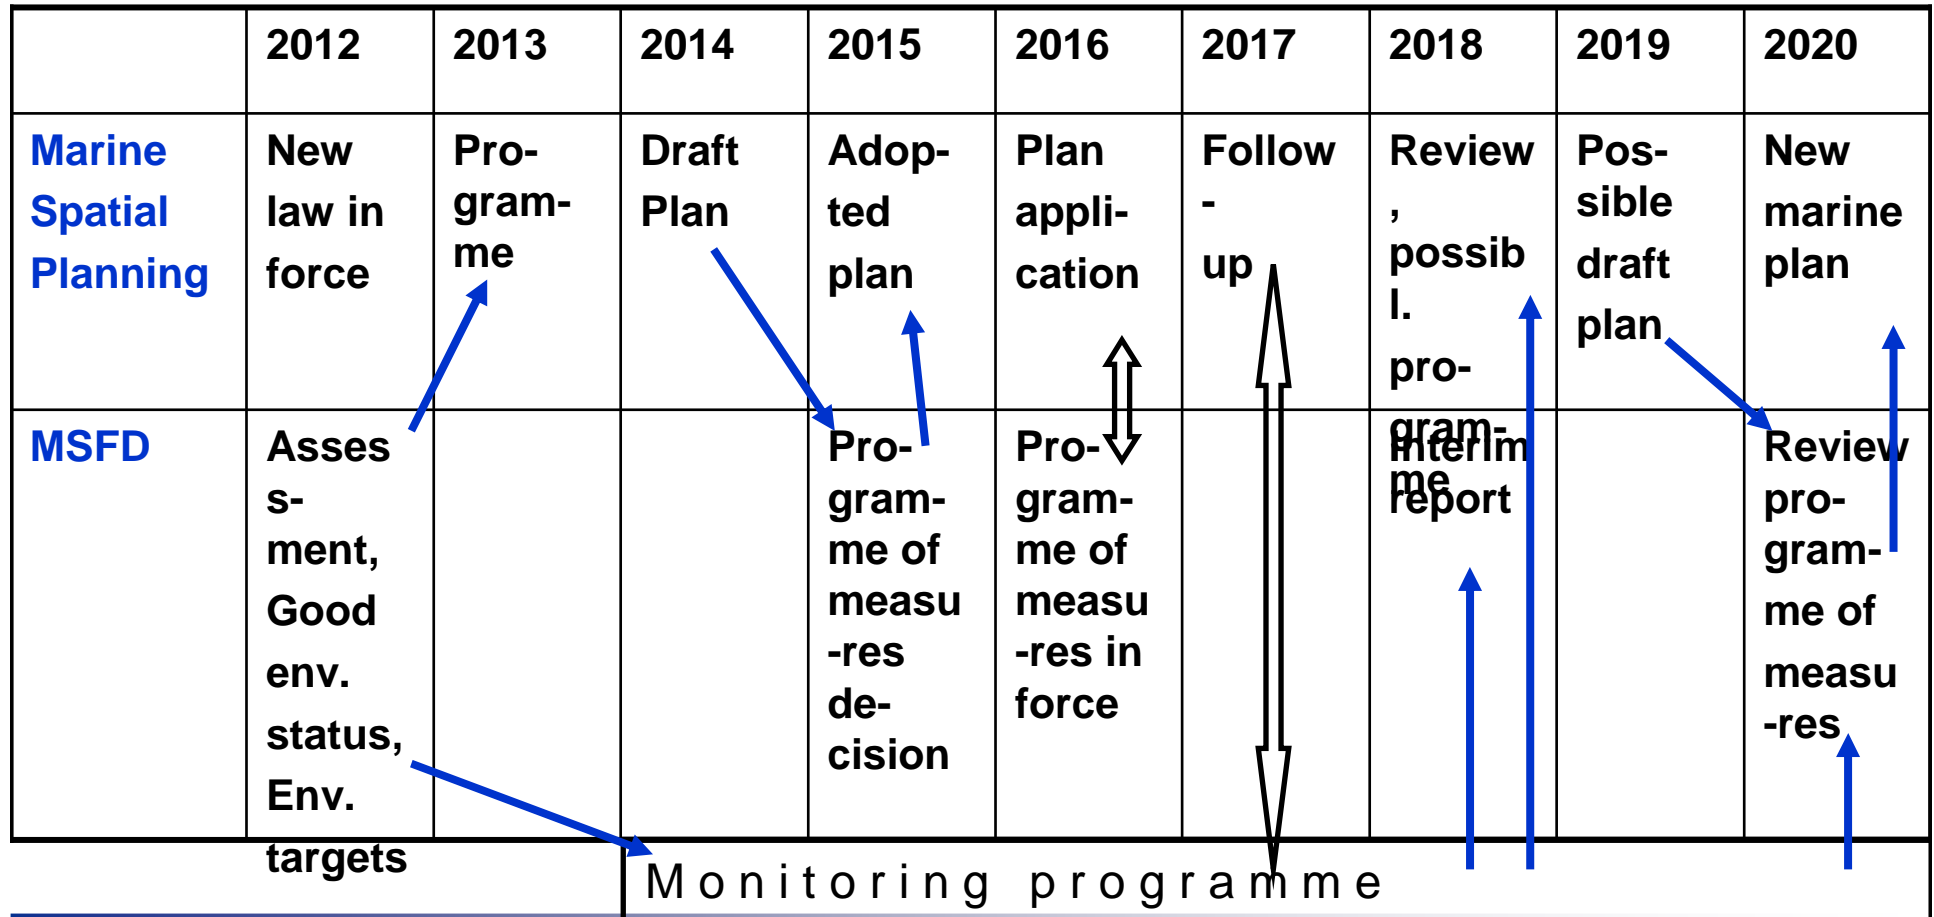 2012
2013
2014
2015
2016
2017
2018
2019
2020
Marine
Spatial
Planning
New
law in
force
Pro-
gram-
me
Draft
Plan
Adop-
ted
plan
Plan
appli-
cation
Follow
-
up
Review
,
possib
l.
pro-
gram-
me
Pos-
sible
draft
plan
New
marine
plan
MSFD
Asses
s-
ment,
Good
env.
status,
Env.
targets
Pro-
gram-
me of
measu
-res
de-
cision
Pro-
gram-
me of
measu
-res in
force
Interim
report
Review
pro-
gram-
me of
measu
-res
Monitoring programme